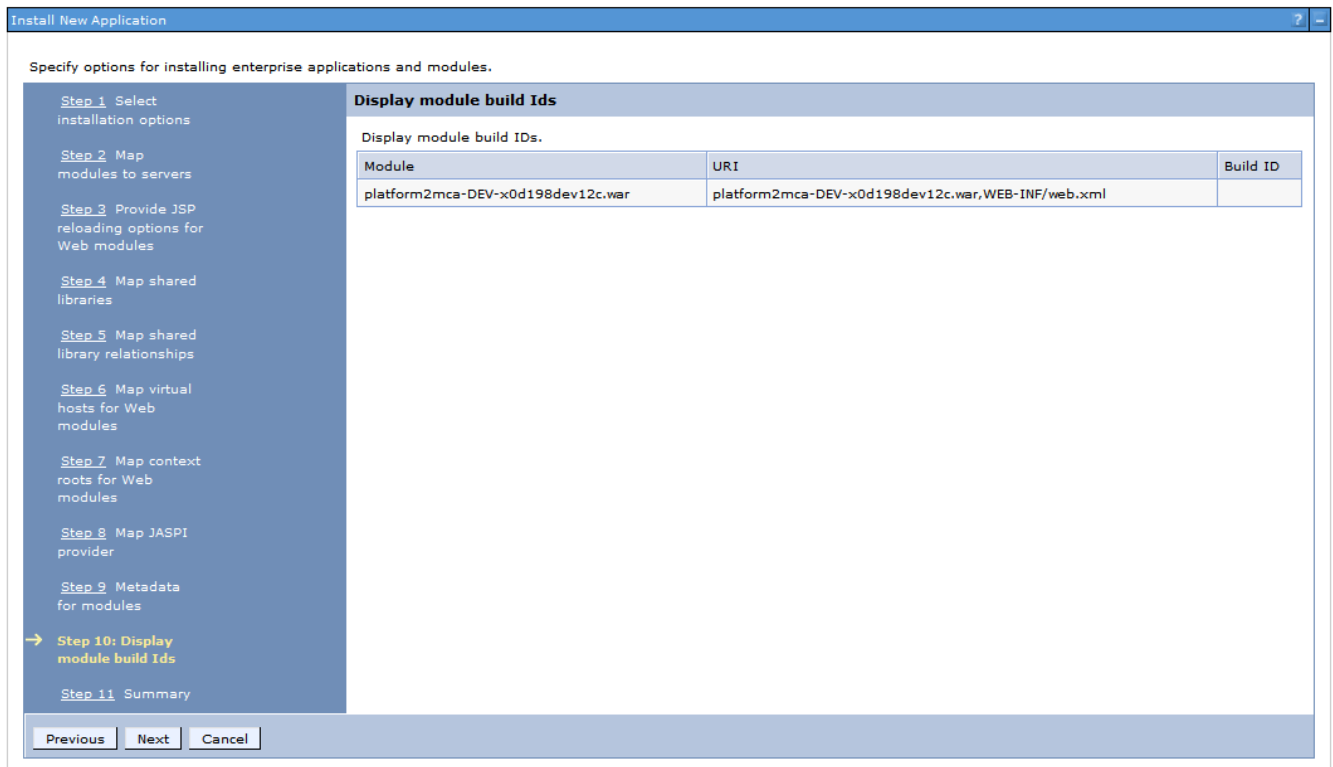 Install New Application
? –
Specify options for installing enterprise applications and modules.
Step 1 Select
installation options
Step 2 Map
modules to servers
Step 3 Provide JSP
reloading options for
Web modules
Step 4 Map shared
libraries
Step 5 Map shared
library relationships
Step 6 Map virtual
hosts for Web
modules
Step 7 Map context
roots for Web
modules
Step 8 Map JASPI
provider
Step 9 Metadata
for modules
→ Step 10: Display
module build Ids
Step 11 Summary
Display module build Ids
Display module build IDs.
Module URI Build ID
platform2mca-DEV-x0d198dev12c.war platform2mca-DEV-x0d198dev12c.war,WEB-INF/web.xml
Previous Next Cancel